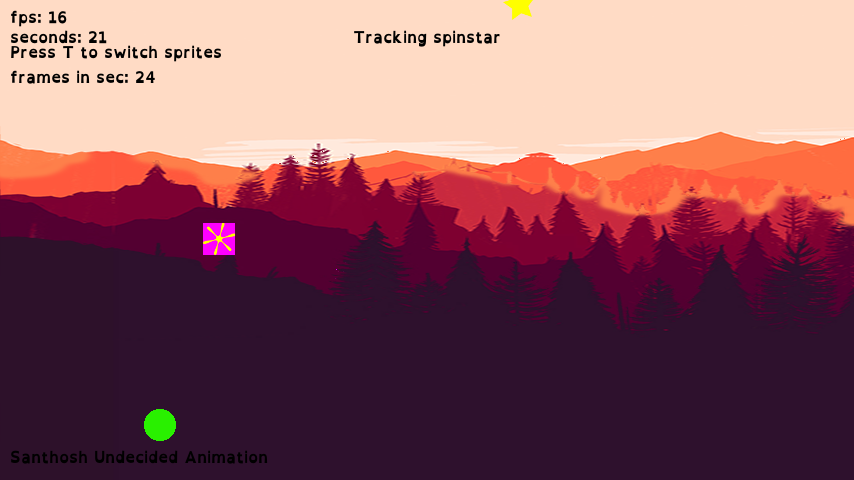 fps: 16
seconds: 21
Tracking spinstar
Press T to switch sprites
frames in sec: 24
Santhosh Undecided Animation